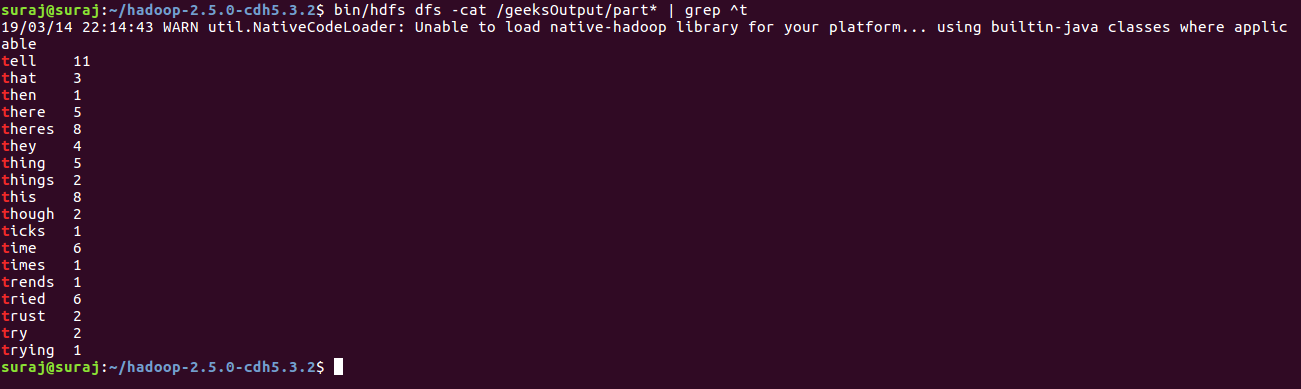 suraj@suraj:~/hadoop-2.5.0-cdh5.3.2$ bin/hdfs dfs -cat /geeksOutput/part* | grep ^t
19/03/14 22:14:43 WARN util.NativeCodeLoader: Unable to load native-hadoop library for your platform... using builtin-java classes where applic
able
tell    11
that    3
then    1
there   5
theres  8
they    4
thing   5
things  2
this    8
though  2
ticks   1
time    6
times   1
trends  1
tried   6
trust   2
try     2
trying  1
suraj@suraj:~/hadoop-2.5.0-cdh5.3.2$